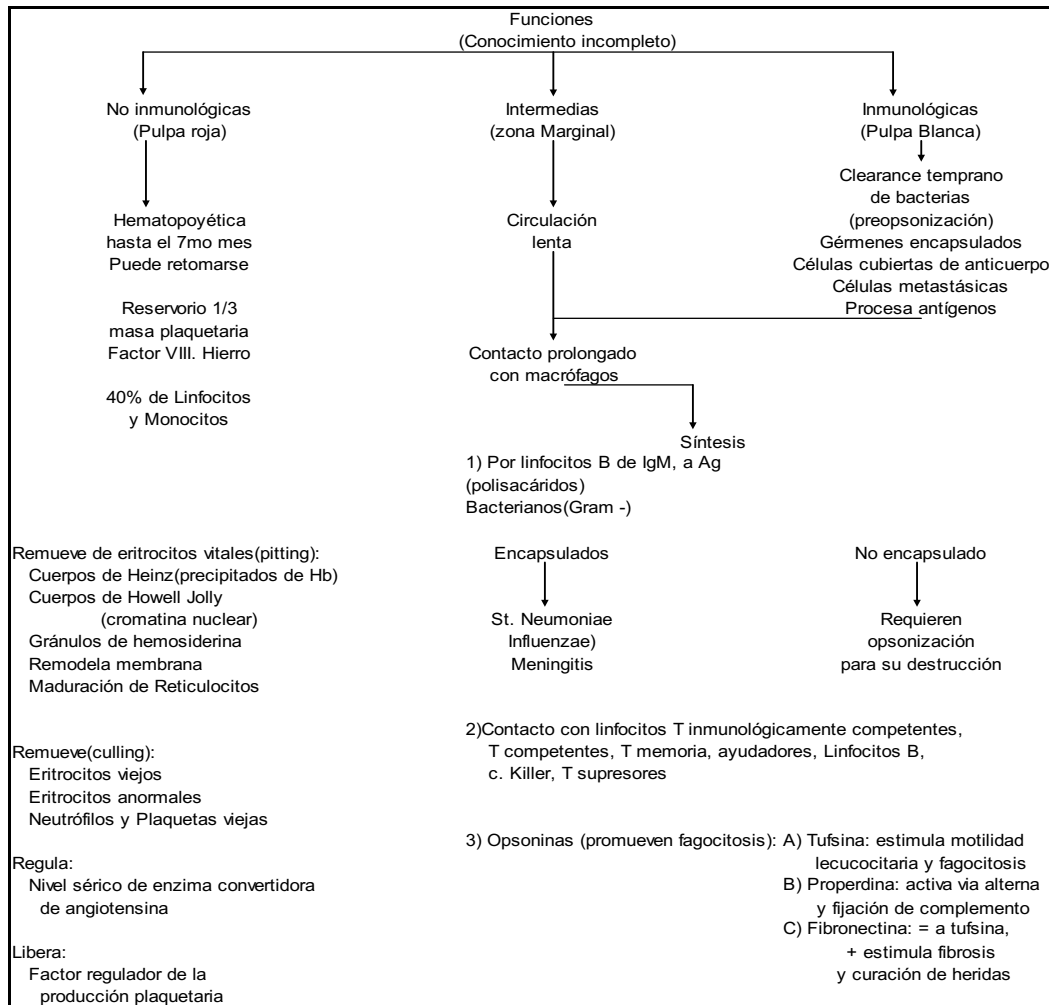 Funciones
(Conocimiento incompleto)
No inmunológicas
(Pulpa roja)
Intermedias
(zona Marginal)
Inmunológicas
(Pulpa Blanca)
Hematopoyética
hasta el 7mo mes
Puede retomarse
Reservorio 1/3
masa plaquetaria
Factor VIII. Hierro
40% de Linfocitos
y Monocitos
Circulación
lenta
Clearance temprano
de bacterias
(preopsonización)
Gérmenes encapsulados
Células cubiertas de anticuerpo
Células metastásicas
Procesa antígenos
Contacto prolongado
con macrófagos
Síntesis
1) Por linfocitos B de IgM, a Ag
(polisacáridos)
Bacterianos(Gram -)
Remueve de eritrocitos vitales(pitting):
Cuerpos de Heinz(precipitados de Hb)
Cuerpos de Howell Jolly
(cromatina nuclear)
Gránulos de hemosiderina
Remodela membrana
Maduración de Reticulocitos
Encapsulados
St. Neumoniae
Influenzae)
Meningitis
No encapsulado
Requieren
opsonización
para su destrucción
Remueve(culling):
Eritrocitos viejos
Eritrocitos anormales
Neutrófilos y Plaquetas viejas
2)Contacto con linfocitos T inmunológicamente competentes,
T competentes, T memoria, ayudadores, Linfocitos B,
c. Killer, T supresores
Regula:
Nivel sérico de enzima convertidora
de angiotensina
Libera:
Factor regulador de la
producción plaquetaria
3) Opsoninas (promueven fagocitosis): A) Tufsina: estimula motilidad
lecucocitaria y fagocitosis
B) Properdina: activa via alterna
y fijación de complemento
C) Fibronectina: = a tufsina,
+ estimula fibrosis
y curación de heridas